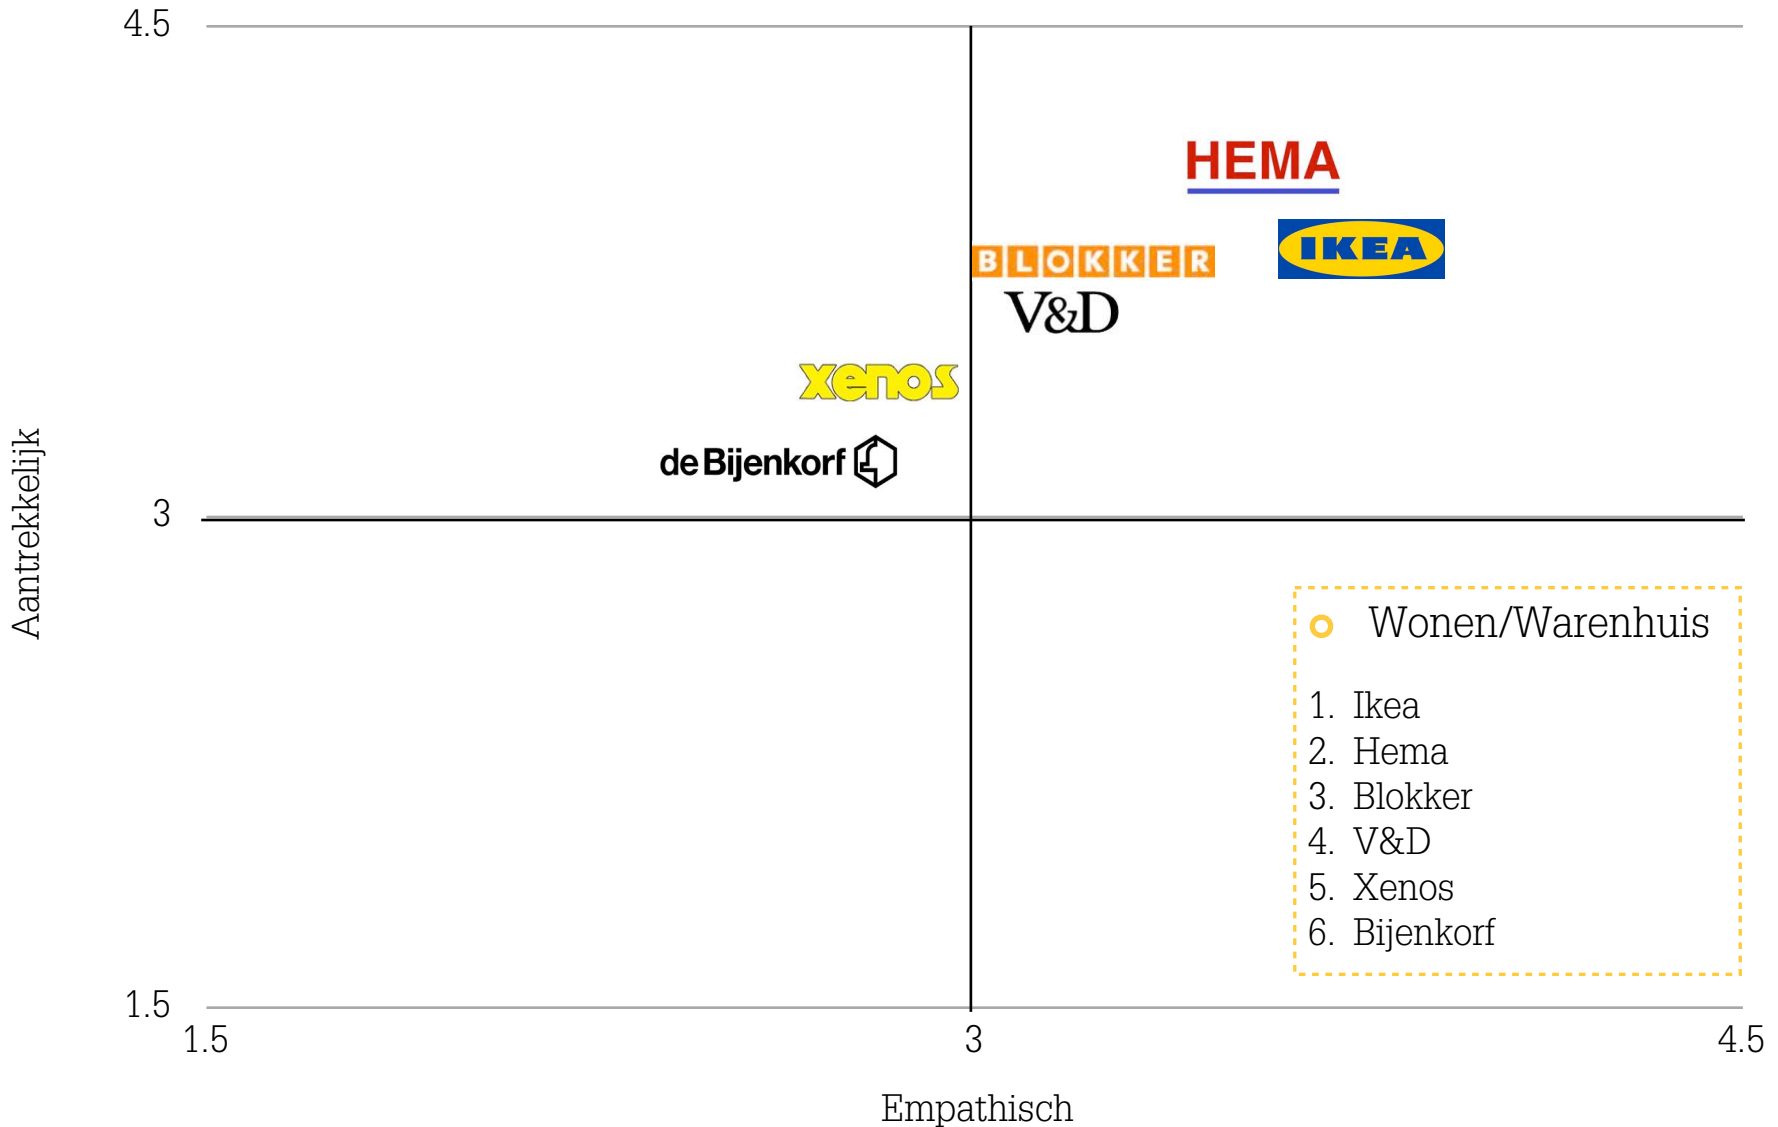 4.5
HEMA
IKEA
BLOKKER
V&D
xenos
de Bijenkorf
3
Aantrekkelijk
Wonen/Warenhuis
1. Ikea
2. Hema
3. Blokker
4. V&D
5. Xenos
6. Bijenkorf
1.5
1.5 3 4.5
Empathisch